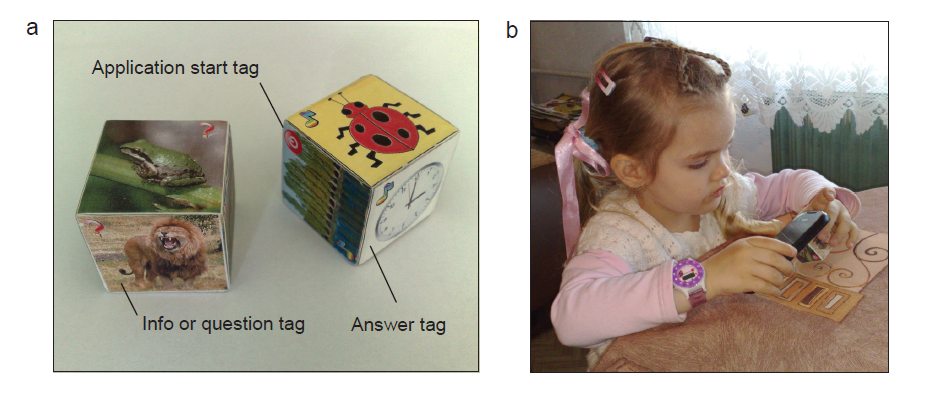 a
b
Application start tag
Info or question tag
Answer tag